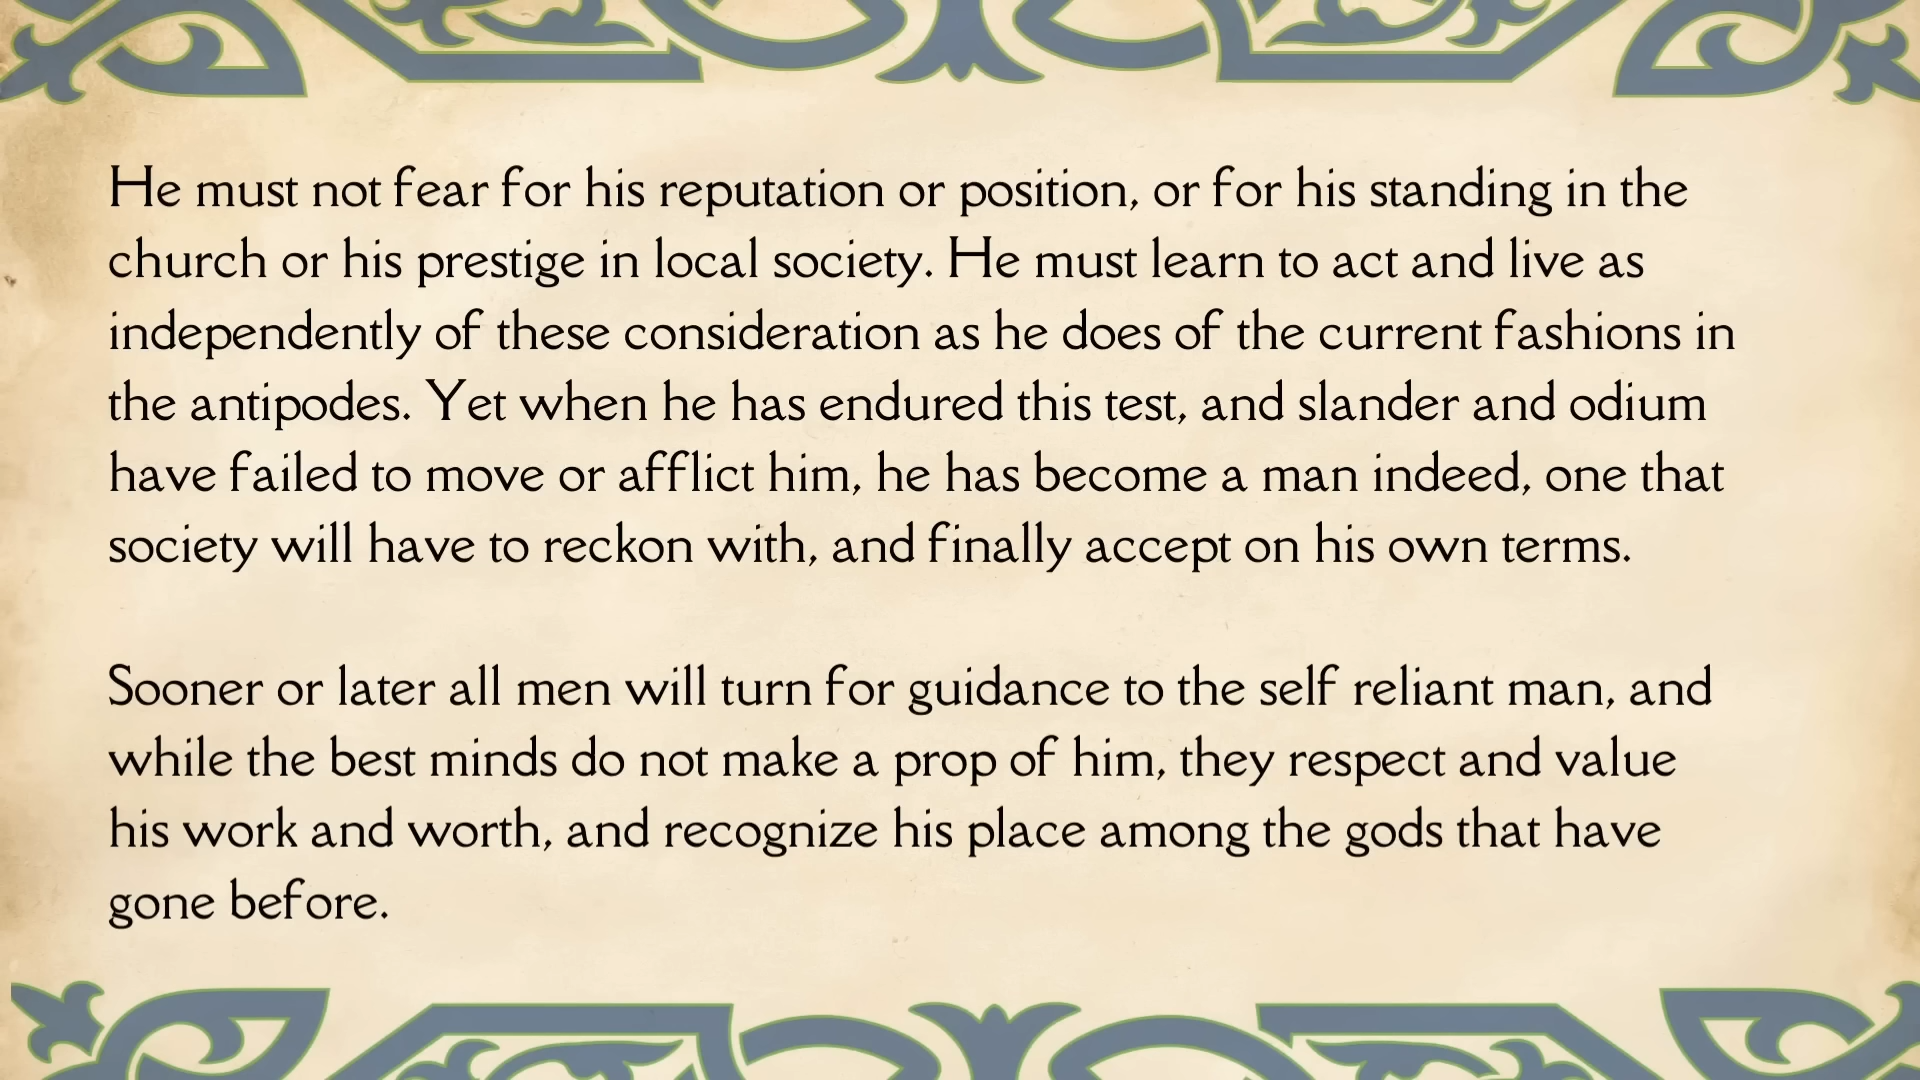 He must not fear for his reputation or position, or for his standing in the
church or his prestige in local society. He must learn to act and live as
independently of these consideration as he does of the current fashions in
the antipodes. Yet when he has endured this test, and slander and odium
have failed to move or afflict him, he has become a man indeed, one that
society will have to reckon with, and finally accept on his own terms.
Sooner or later all men will turn for guidance to the self reliant man, and
while the best minds do not make a prop of him, they respect and value
his work and worth, and recognize his place among the gods that have
gone before.